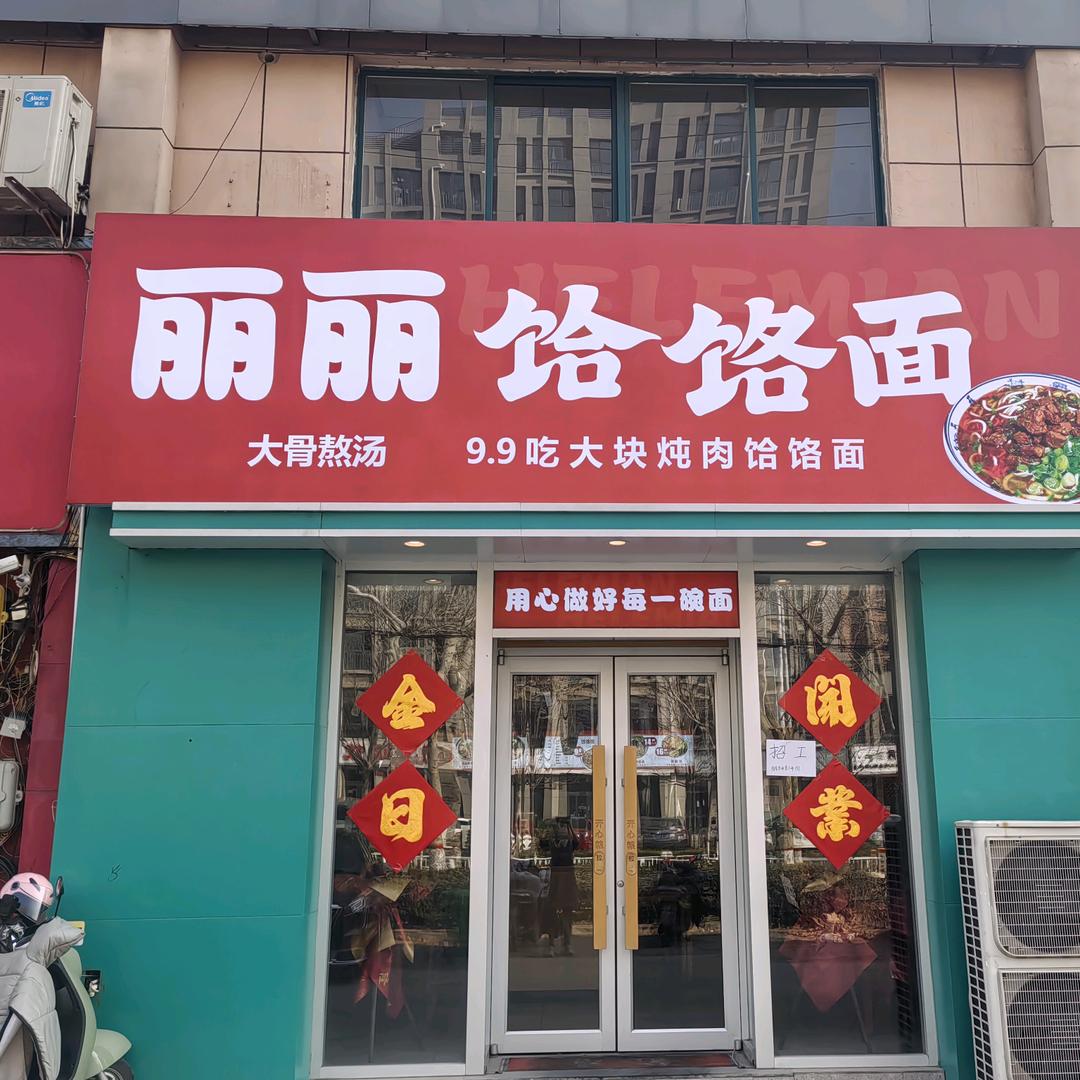 Midea
HELEMIAN
丽丽饸饹面
大骨熬汤 9.9吃大块炖肉饸饹面
用心做好每一碗面
金日
開業
招工